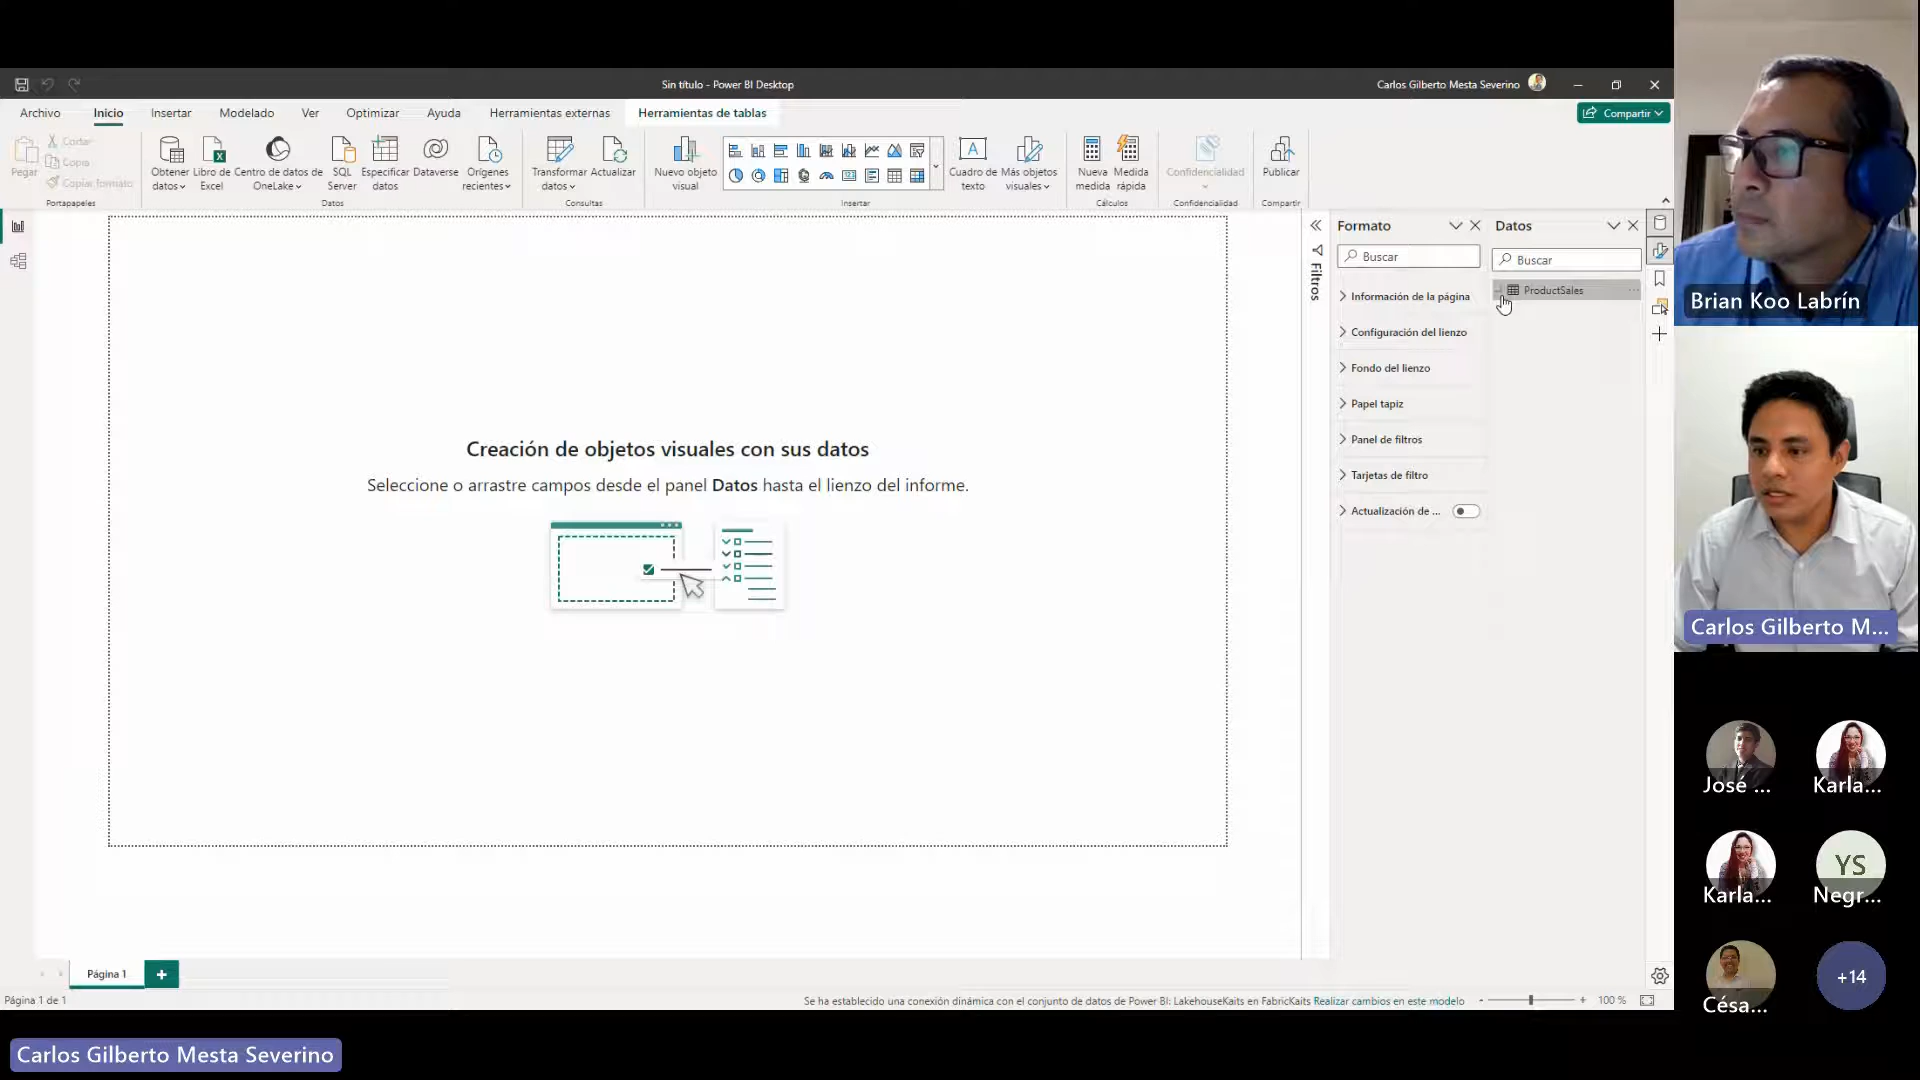 Sin título - Power BI Desktop
Carlos Gilberto Mesta Severino
Archivo
Inicio
Insertar
Modelado
Ver
Optimizar
Ayuda
Herramientas externas
Herramientas de tablas
Compartir
Pegar
Cortar
Copia
Copiar formato
Portapapeles
Obtener datos
Libro de Excel
Centro de datos de OneLake
SQL Server
Especificar datos
Dataverse
Orígenes recientes
Datos
Transformar datos
Actualizar
Consultas
Nuevo objeto visual
Cuadro de texto
Más objetos visuales
Insertar
Nueva medida
Medida rápida
Cálculos
Confidencialidad
Confidencialidad
Publicar
Compartir
Filtros
Formato
Buscar
Información de la página
Configuración del lienzo
Fondo del lienzo
Papel tapiz
Panel de filtros
Tarjetas de filtro
Actualización de ...
Datos
Buscar
ProductSales
Creación de objetos visuales con sus datos
Seleccione o arrastre campos desde el panel Datos hasta el lienzo del informe.
Página 1
Página 1 de 1
Se ha establecido una conexión dinámica con el conjunto de datos de Power BI: LakehouseKaits en FabricKaits Realizar cambios en este modelo
100 %
Brian Koo Labrín
Carlos Gilberto M...
José ...
Karla...
Karla...
YS
Negr...
Césa...
+14
Carlos Gilberto Mesta Severino